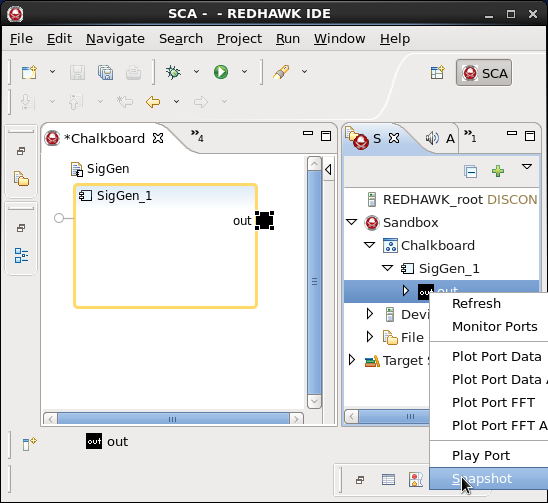 SCA - - REDHAWK IDE
File Edit Navigate Search Project Run Window Help
SCA
*Chalkboard
»4
S
A
»1
SigGen
SigGen_1
out
REDHAWK_root DISCON
Sandbox
Chalkboard
SigGen_1
out out
Devi
File
Target S
Refresh
Monitor Ports
Plot Port Data
Plot Port Data A
Plot Port FFT
Plot Port FFT A
Play Port
Snapshot
out out